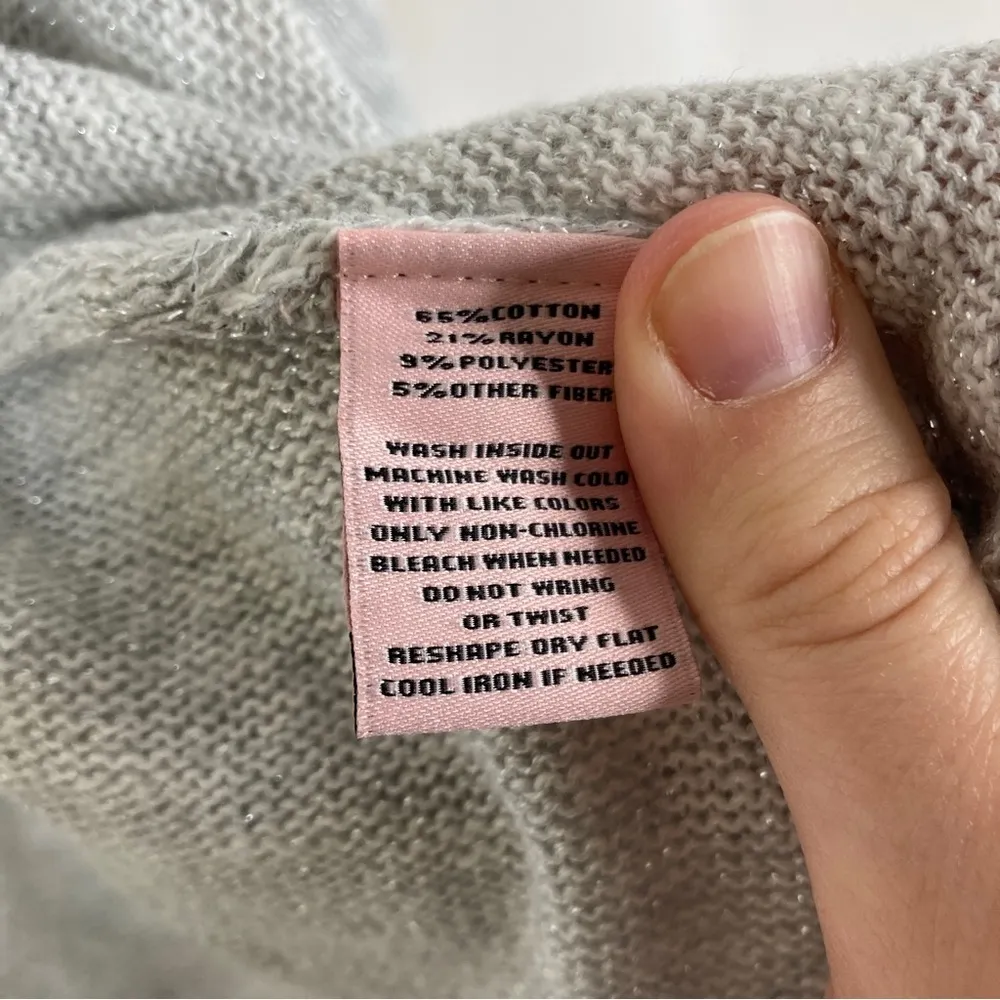 65%COTTON
21%RAYON
9%POLYESTER
5%OTHER FIBER
WASH INSIDE OUT
MACHINE WASH COLD
WITH LIKE COLORS
ONLY NON-CHLORINE
BLEACH WHEN NEEDED
DO NOT WRING
OR TWIST
RESHAPE DRY FLAT
COOL IRON IF NEEDED